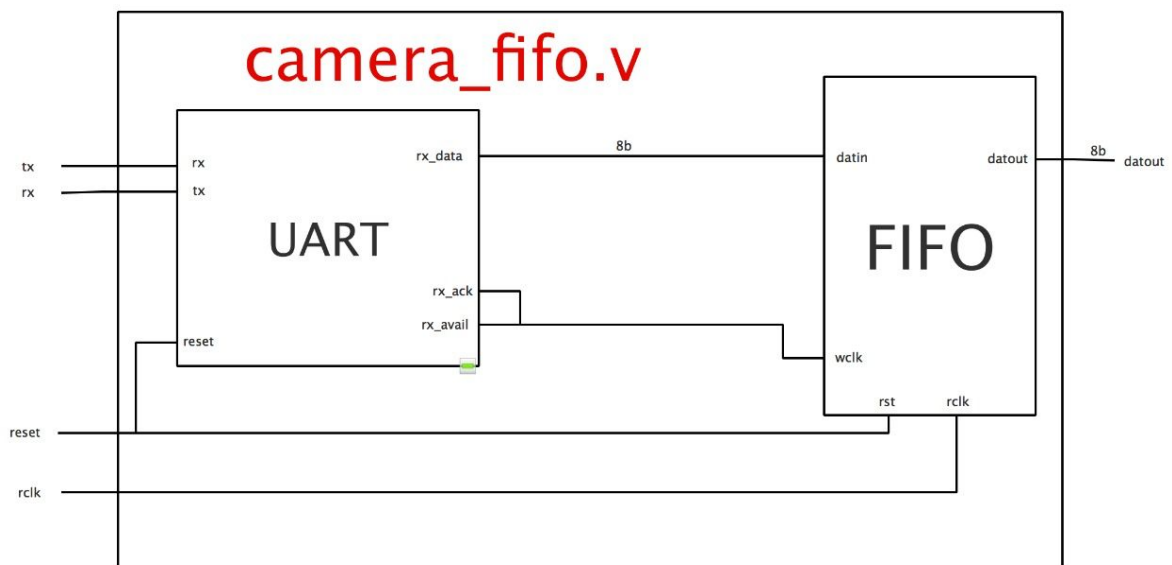 camera_fifo.v
tx
rx
rx
tx
rx_data
8b
datin
datout
8b
datout
UART
FIFO
rx_ack
rx_avail
reset
wclk
rst
rclk
reset
rclk